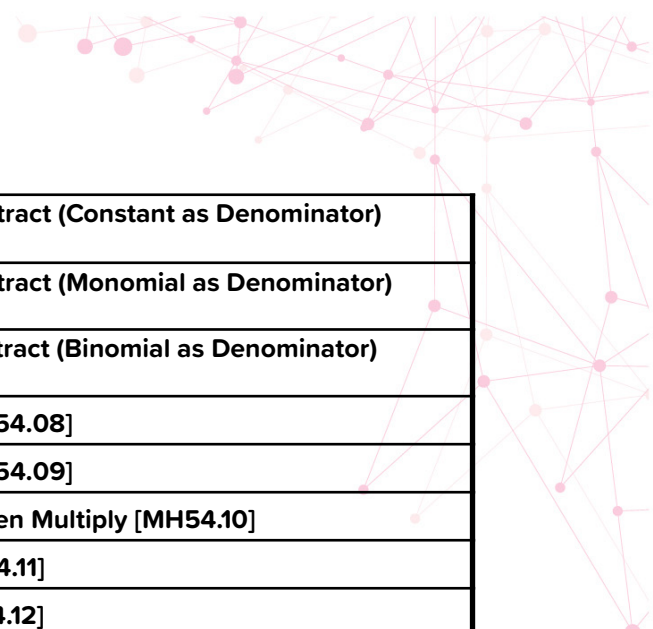 tract (Constant as Denominator)
tract (Monomial as Denominator)
tract (Binomial as Denominator)
54.08]
54.09]
en Multiply [MH54.10]
4.11]
4.12]